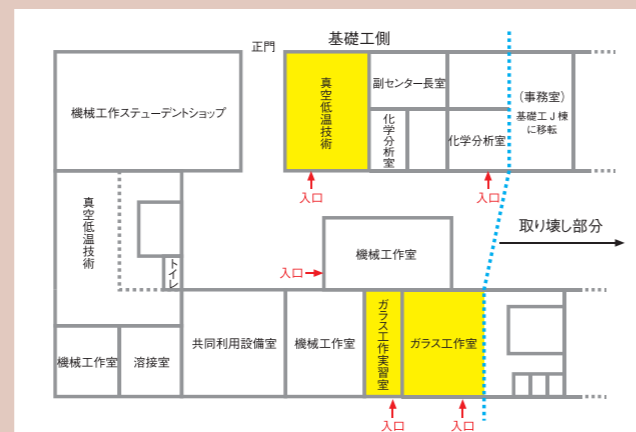 基礎工側
正門
機械工作ステューデントショップ
真空低温技術
副センター長室
化学分析室
化学分析室
（事務室）
基礎工J棟
に移転
入口
入口
取り壊し部分
真空低温技術
トイレ
入口
機械工作室
機械工作室
溶接室
共同利用設備室
機械工作室
ガラス工作実習室
ガラス工作室
入口
入口